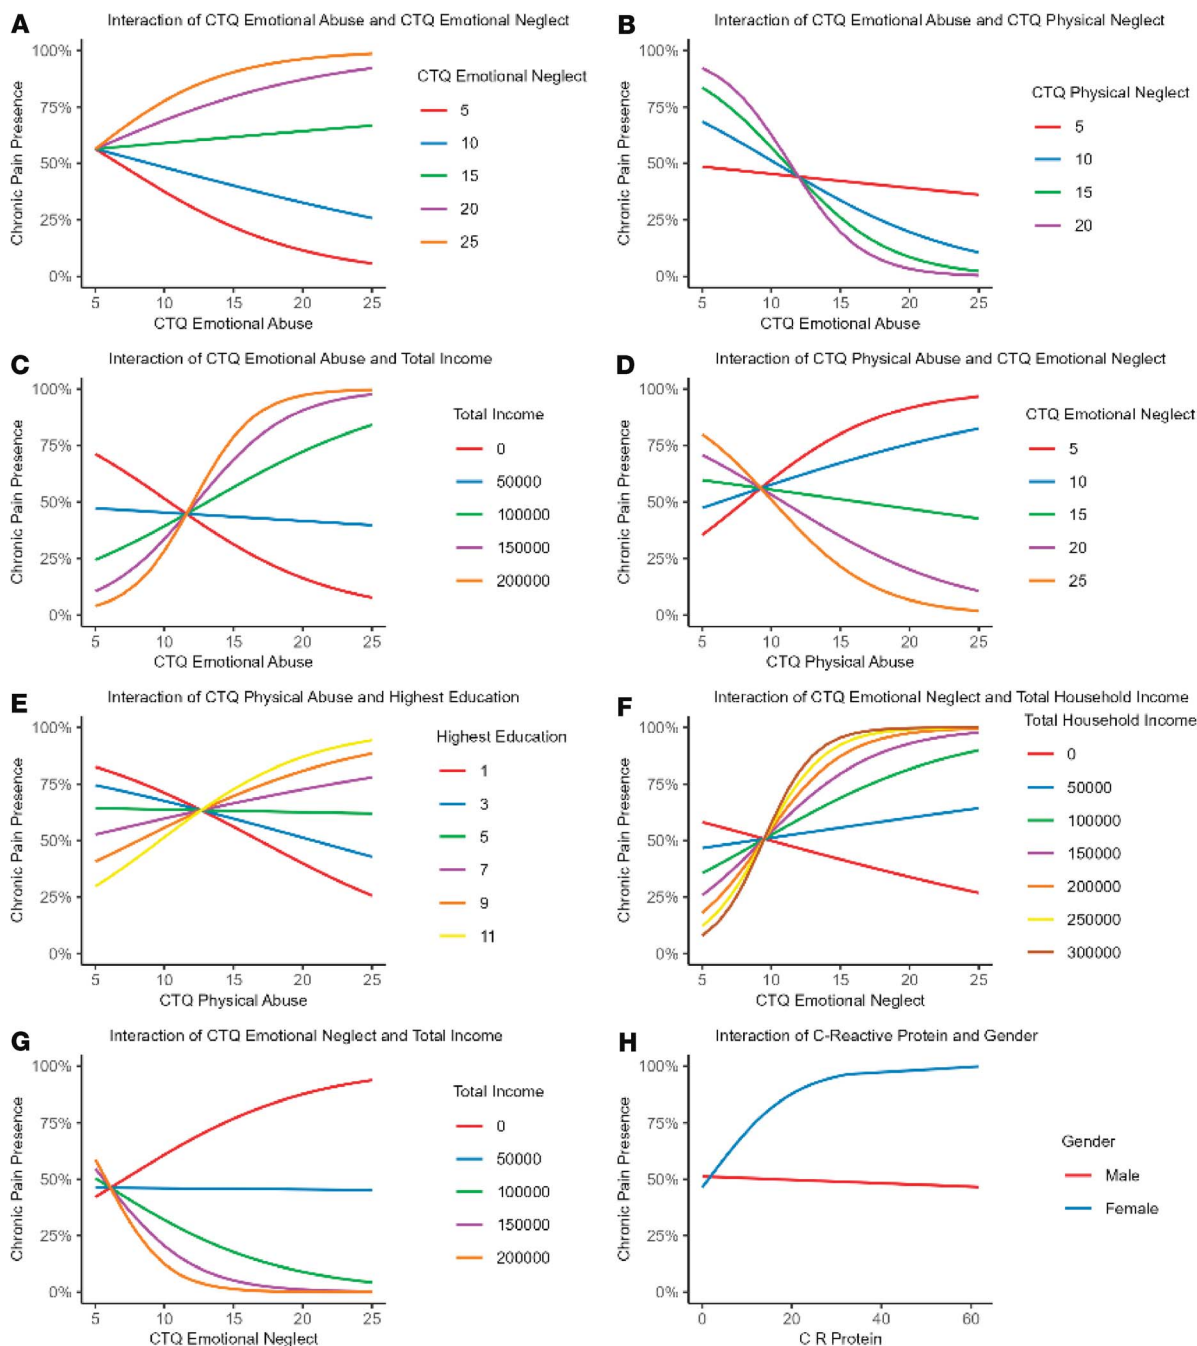 A
Interaction of CTQ Emotional Abuse and CTQ Emotional Neglect
Chronic Pain Presence
100%
75%
50%
25%
0%
5 10 15 20 25
CTQ Emotional Abuse
CTQ Emotional Neglect
5
10
15
20
25
B
Interaction of CTQ Emotional Abuse and CTQ Physical Neglect
Chronic Pain Presence
100%
75%
50%
25%
0%
5 10 15 20 25
CTQ Emotional Abuse
CTQ Physical Neglect
5
10
15
20
C
Interaction of CTQ Emotional Abuse and Total Income
Chronic Pain Presence
100%
75%
50%
25%
0%
5 10 15 20 25
CTQ Emotional Abuse
Total Income
0
50000
100000
150000
200000
D
Interaction of CTQ Physical Abuse and CTQ Emotional Neglect
Chronic Pain Presence
100%
75%
50%
25%
0%
5 10 15 20 25
CTQ Physical Abuse
CTQ Emotional Neglect
5
10
15
20
25
E
Interaction of CTQ Physical Abuse and Highest Education
Chronic Pain Presence
100%
75%
50%
25%
0%
5 10 15 20 25
CTQ Physical Abuse
Highest Education
1
3
5
7
9
11
F
Interaction of CTQ Emotional Neglect and Total Household Income
Chronic Pain Presence
100%
75%
50%
25%
0%
5 10 15 20 25
CTQ Emotional Neglect
Total Household Income
0
50000
100000
150000
200000
250000
300000
G
Interaction of CTQ Emotional Neglect and Total Income
Chronic Pain Presence
100%
75%
50%
25%
0%
5 10 15 20 25
CTQ Emotional Neglect
Total Income
0
50000
100000
150000
200000
H
Interaction of C-Reactive Protein and Gender
Chronic Pain Presence
100%
75%
50%
25%
0%
0 20 40 60
C R Protein
Gender
Male
Female